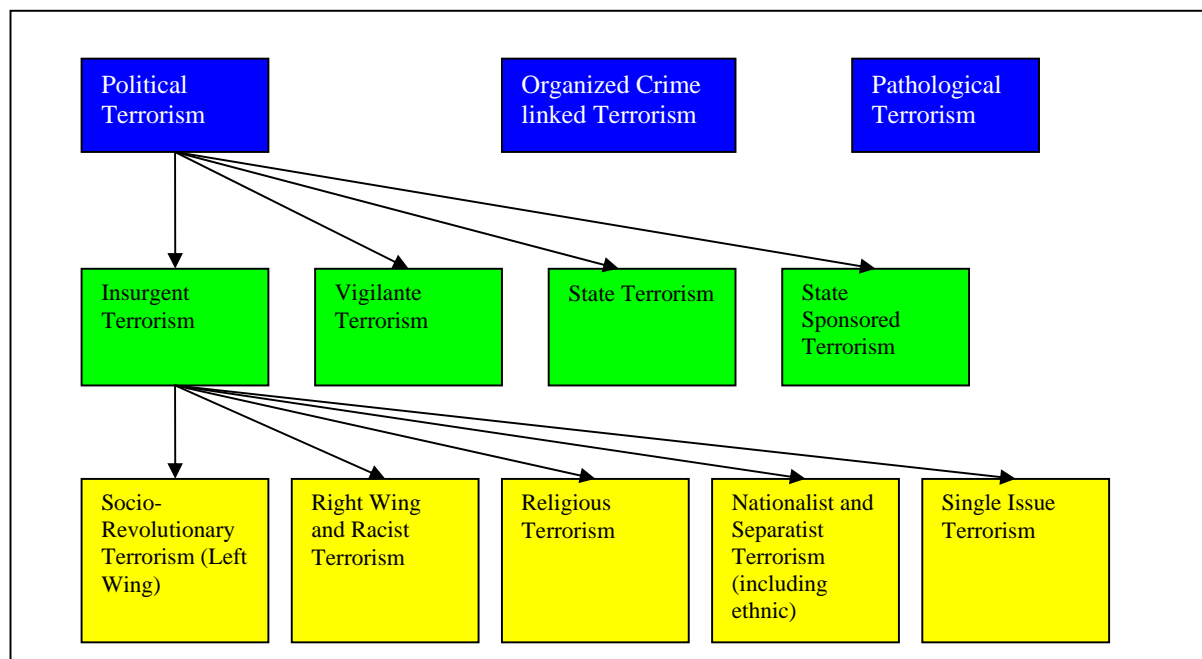 Political
Terrorism
Organized Crime
linked Terrorism
Pathological
Terrorism
Insurgent
Terrorism
Vigilante
Terrorism
State Terrorism
State
Sponsored
Terrorism
Socio-
Revolutionary
Terrorism (Left
Wing)
Right Wing
and Racist
Terrorism
Religious
Terrorism
Nationalist and
Separatist
Terrorism
(including
ethnic)
Single Issue
Terrorism